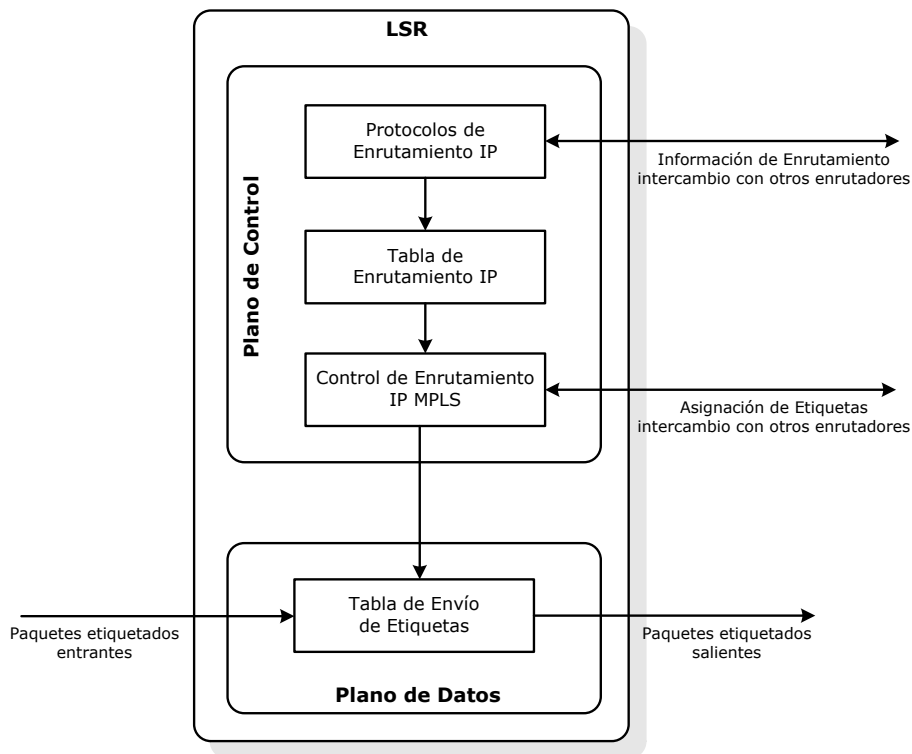 LSR
Plano de Control
Protocolos de
Enrutamiento IP
Información de Enrutamiento
intercambio con otros enrutadores
Tabla de
Enrutamiento IP
Control de Enrutamiento
IP MPLS
Asignación de Etiquetas
intercambio con otros enrutadores
Paquetes etiquetados
entrantes
Tabla de Envío
de Etiquetas
Paquetes etiquetados
salientes
Plano de Datos